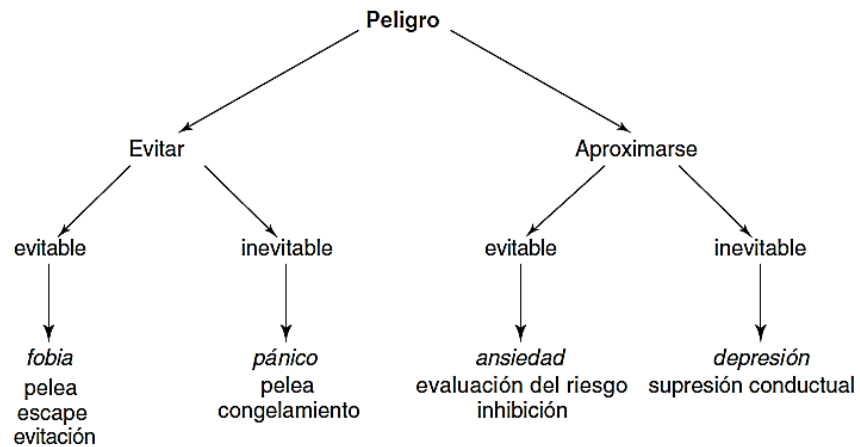 Peligro
Evitar
Aproximarse
evitable
inevitable
evitable
inevitable
fobia
pelea
escape
evitación
pánico
pelea
congelamiento
ansiedad
evaluación del riesgo
inhibición
depresión
supresión conductual